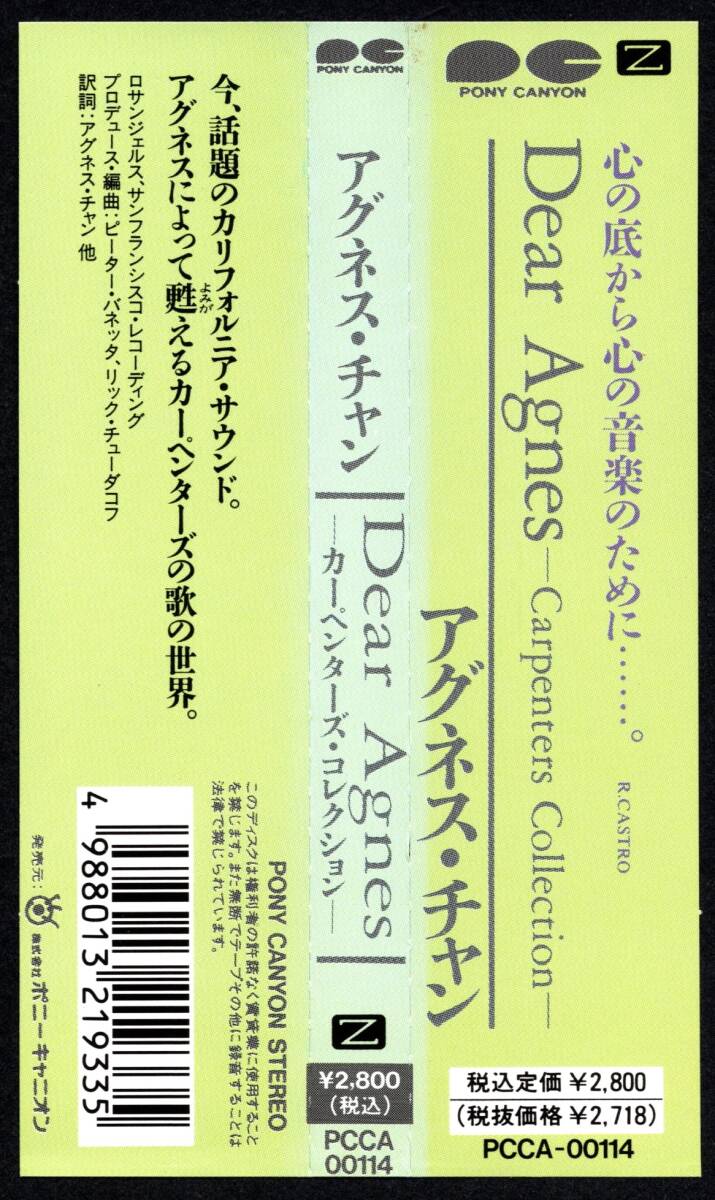 PONY CANYON
Z
心の底から心の音楽のために……。
R.CASTRO
Dear Agnes
—Carpenters Collection—
アグネス・チャン
税込定価 ¥2,800
(税抜価格 ¥2,718)
PCCA-00114
PONY CANYON
アグネス・チャン
Dear Agnes
—カーペンターズ・コレクション—
Z
¥2,800
(税込)
PCCA
00114
今、話題のカリフォルニア・サウンド。
アグネスによって甦えるカーペンターズの歌の世界。
よみが
ロサンジェルス、サンフランシスコ・レコーディング
プロデュース・編曲:ピーター・バネッタ、リック・チューダコフ
訳詞:アグネス・チャン 他
PONY CANYON STEREO
このディスクは権利者の許諾なく賃貸業に使用すること
を禁じます。また無断でテープその他に録音することは
法律で禁じられています。
4 988013 219335
発売元:
株式会社 ポニーキャニオン